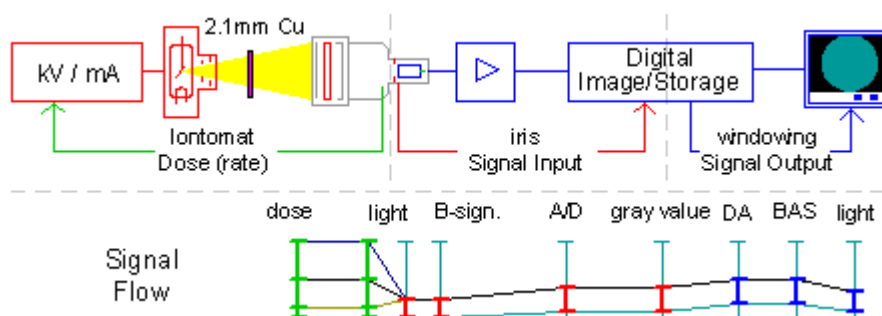 2.1mm Cu
kV / mA
Digital
Image/Storage
Iontomat
Dose (rate)
iris
Signal Input
windowing
Signal Output
dose
light
B-sign.
A/D
gray value
DA
BAS
light
Signal
Flow